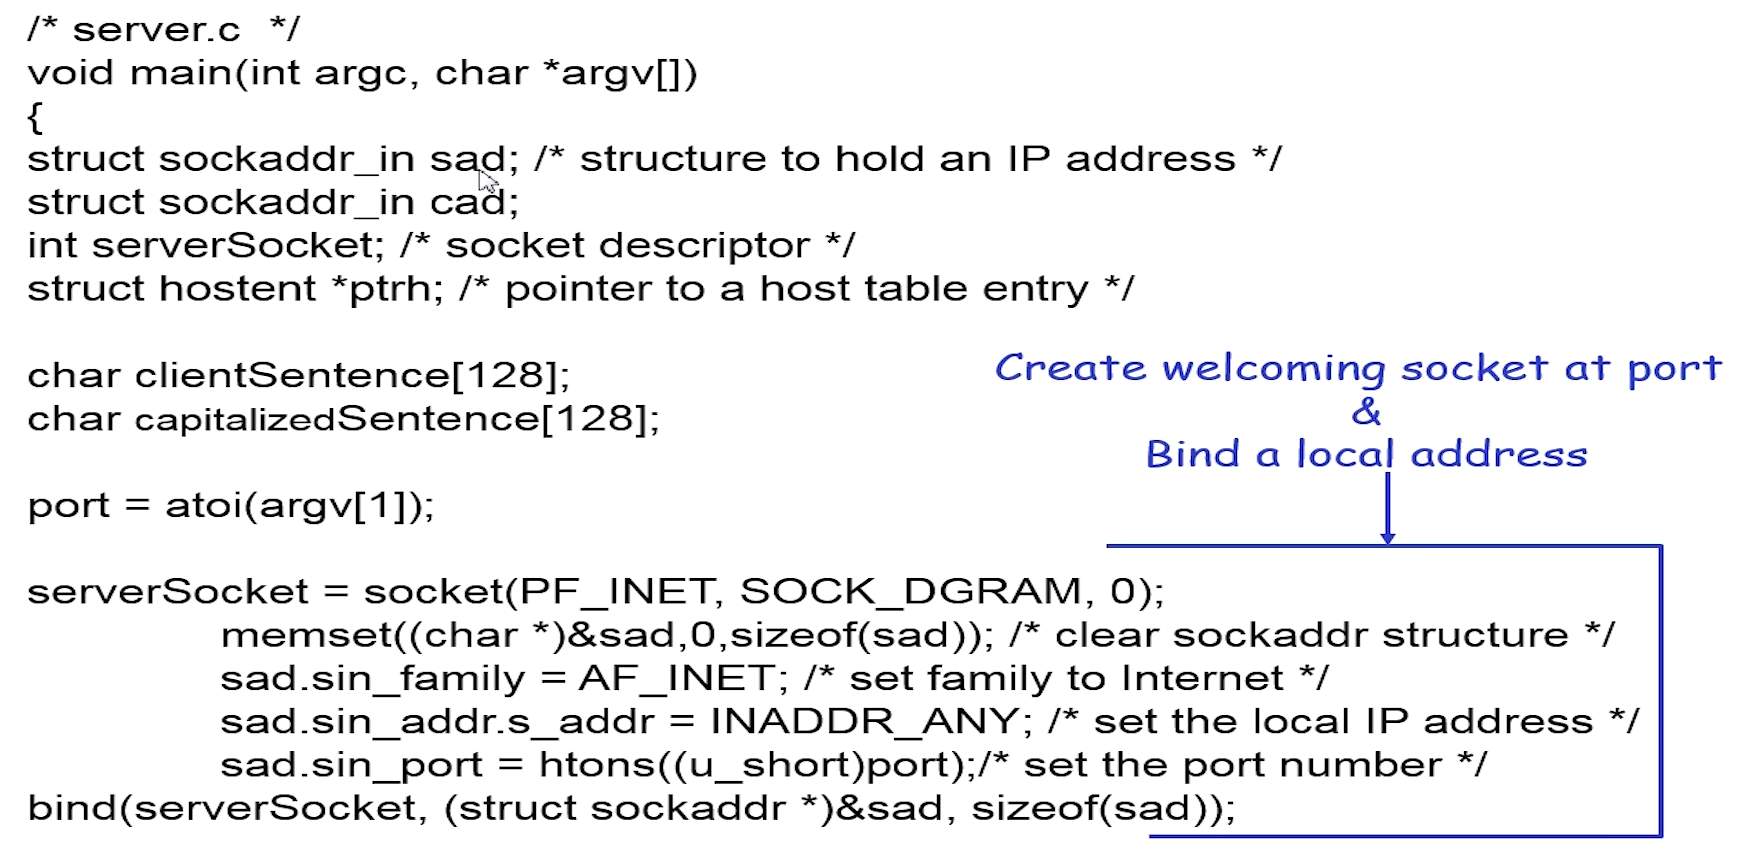 /* server.c  */
void main(int argc, char *argv[])
{
struct sockaddr_in sad; /* structure to hold an IP address */
struct sockaddr_in cad;
int serverSocket; /* socket descriptor */
struct hostent *ptrh; /* pointer to a host table entry */
char clientSentence[128];
char capitalizedSentence[128];
Create welcoming socket at port
&
Bind a local address
port = atoi(argv[1]);
serverSocket = socket(PF_INET, SOCK_DGRAM, 0);
memset((char *)&sad,0,sizeof(sad)); /* clear sockaddr structure */
sad.sin_family = AF_INET; /* set family to Internet */
sad.sin_addr.s_addr = INADDR_ANY; /* set the local IP address */
sad.sin_port = htons((u_short)port);/* set the port number */
bind(serverSocket, (struct sockaddr *)&sad, sizeof(sad));